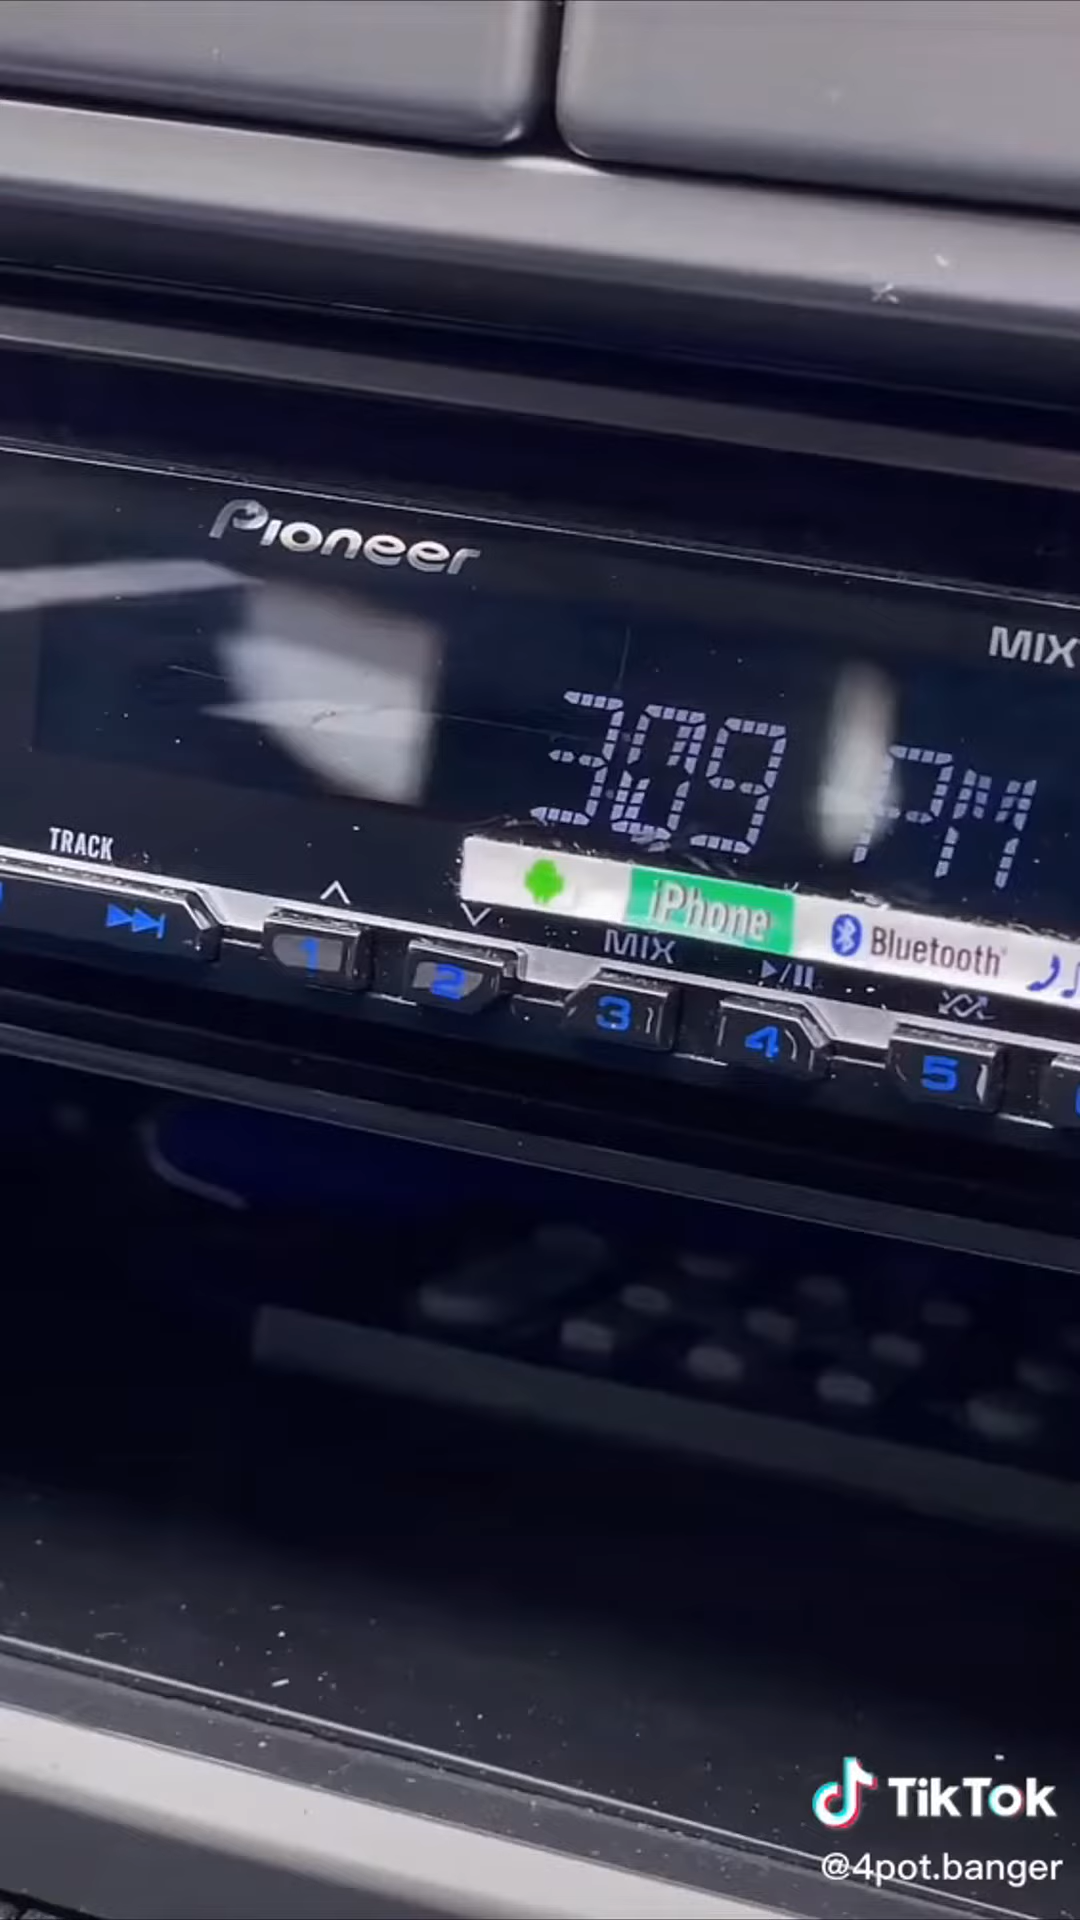 Pioneer
MIX
3:09 PM
TRACK
iPhone
Bluetooth
MIX
1
2
3
4
5
TikTok
@4pot.banger